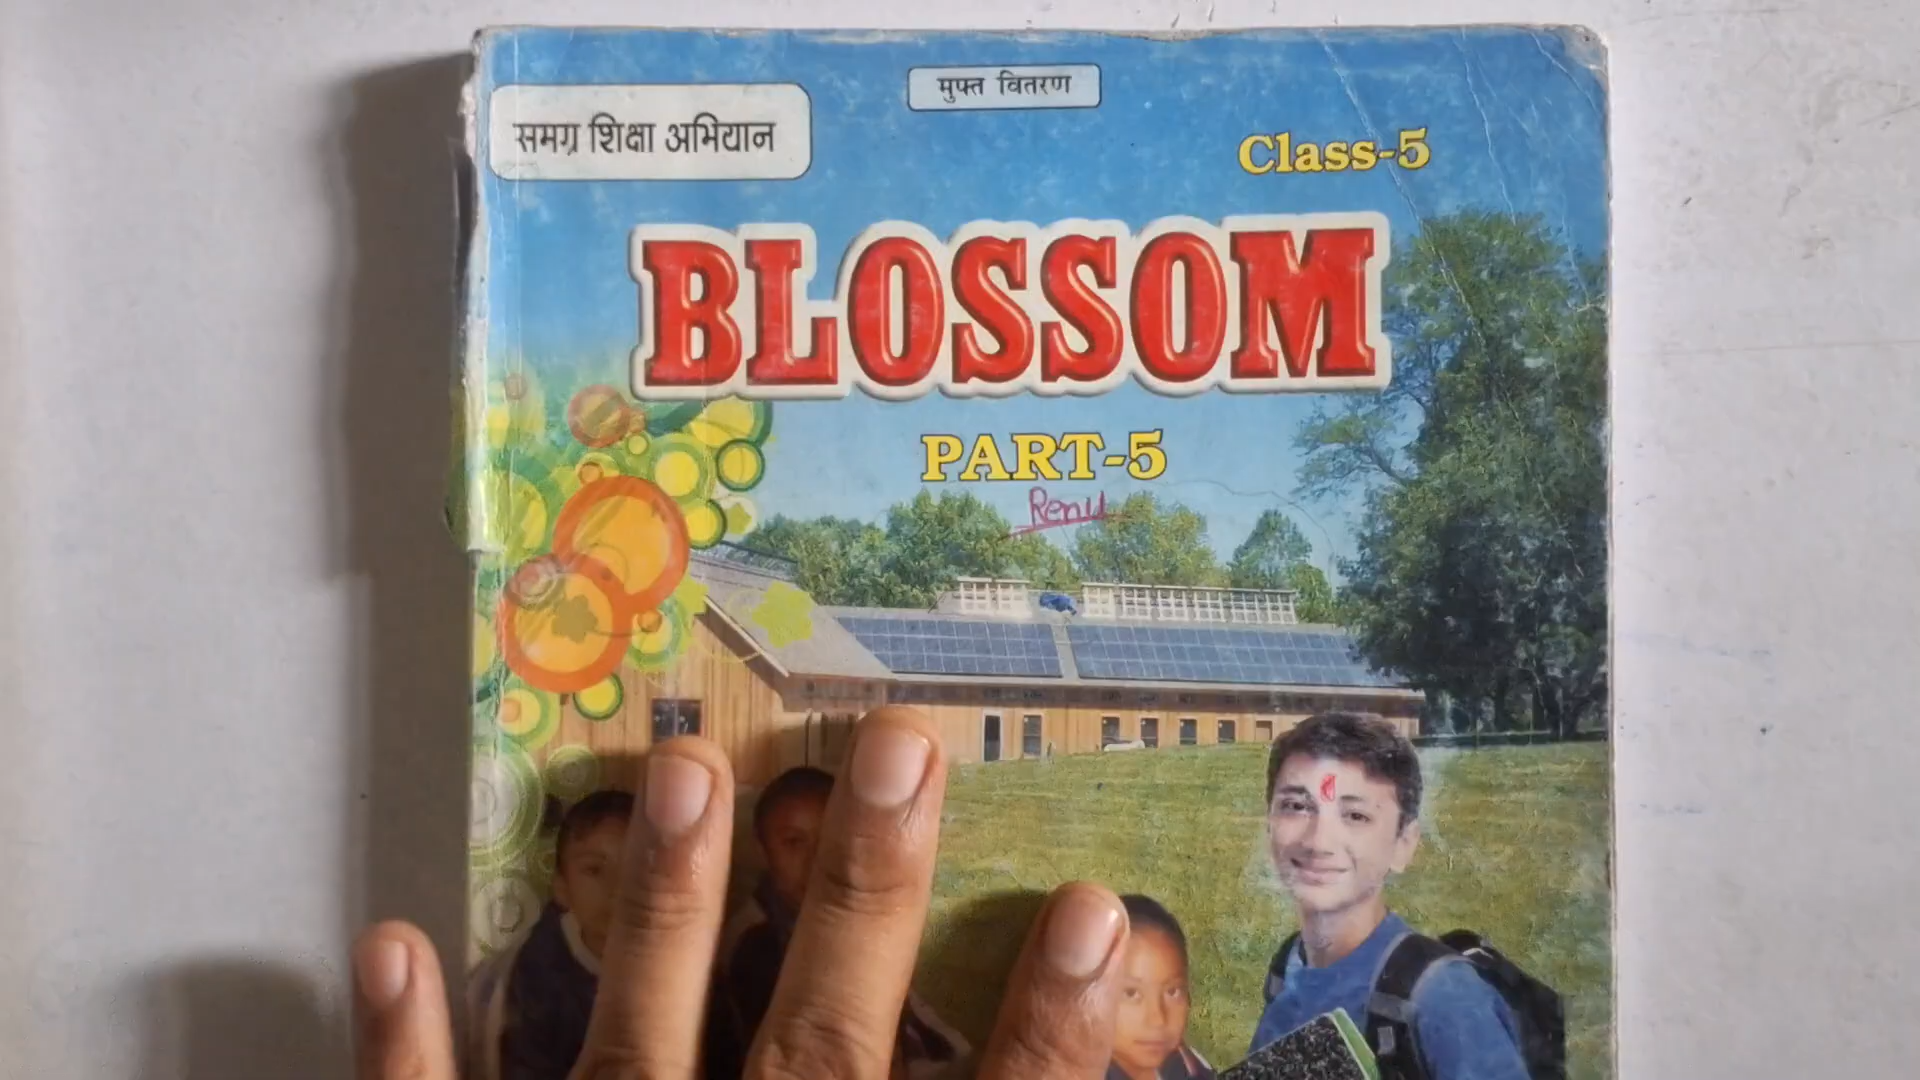 मुफ्त वितरण
समग्र शिक्षा अभियान
Class-5
BLOSSOM
PART-5
Renu